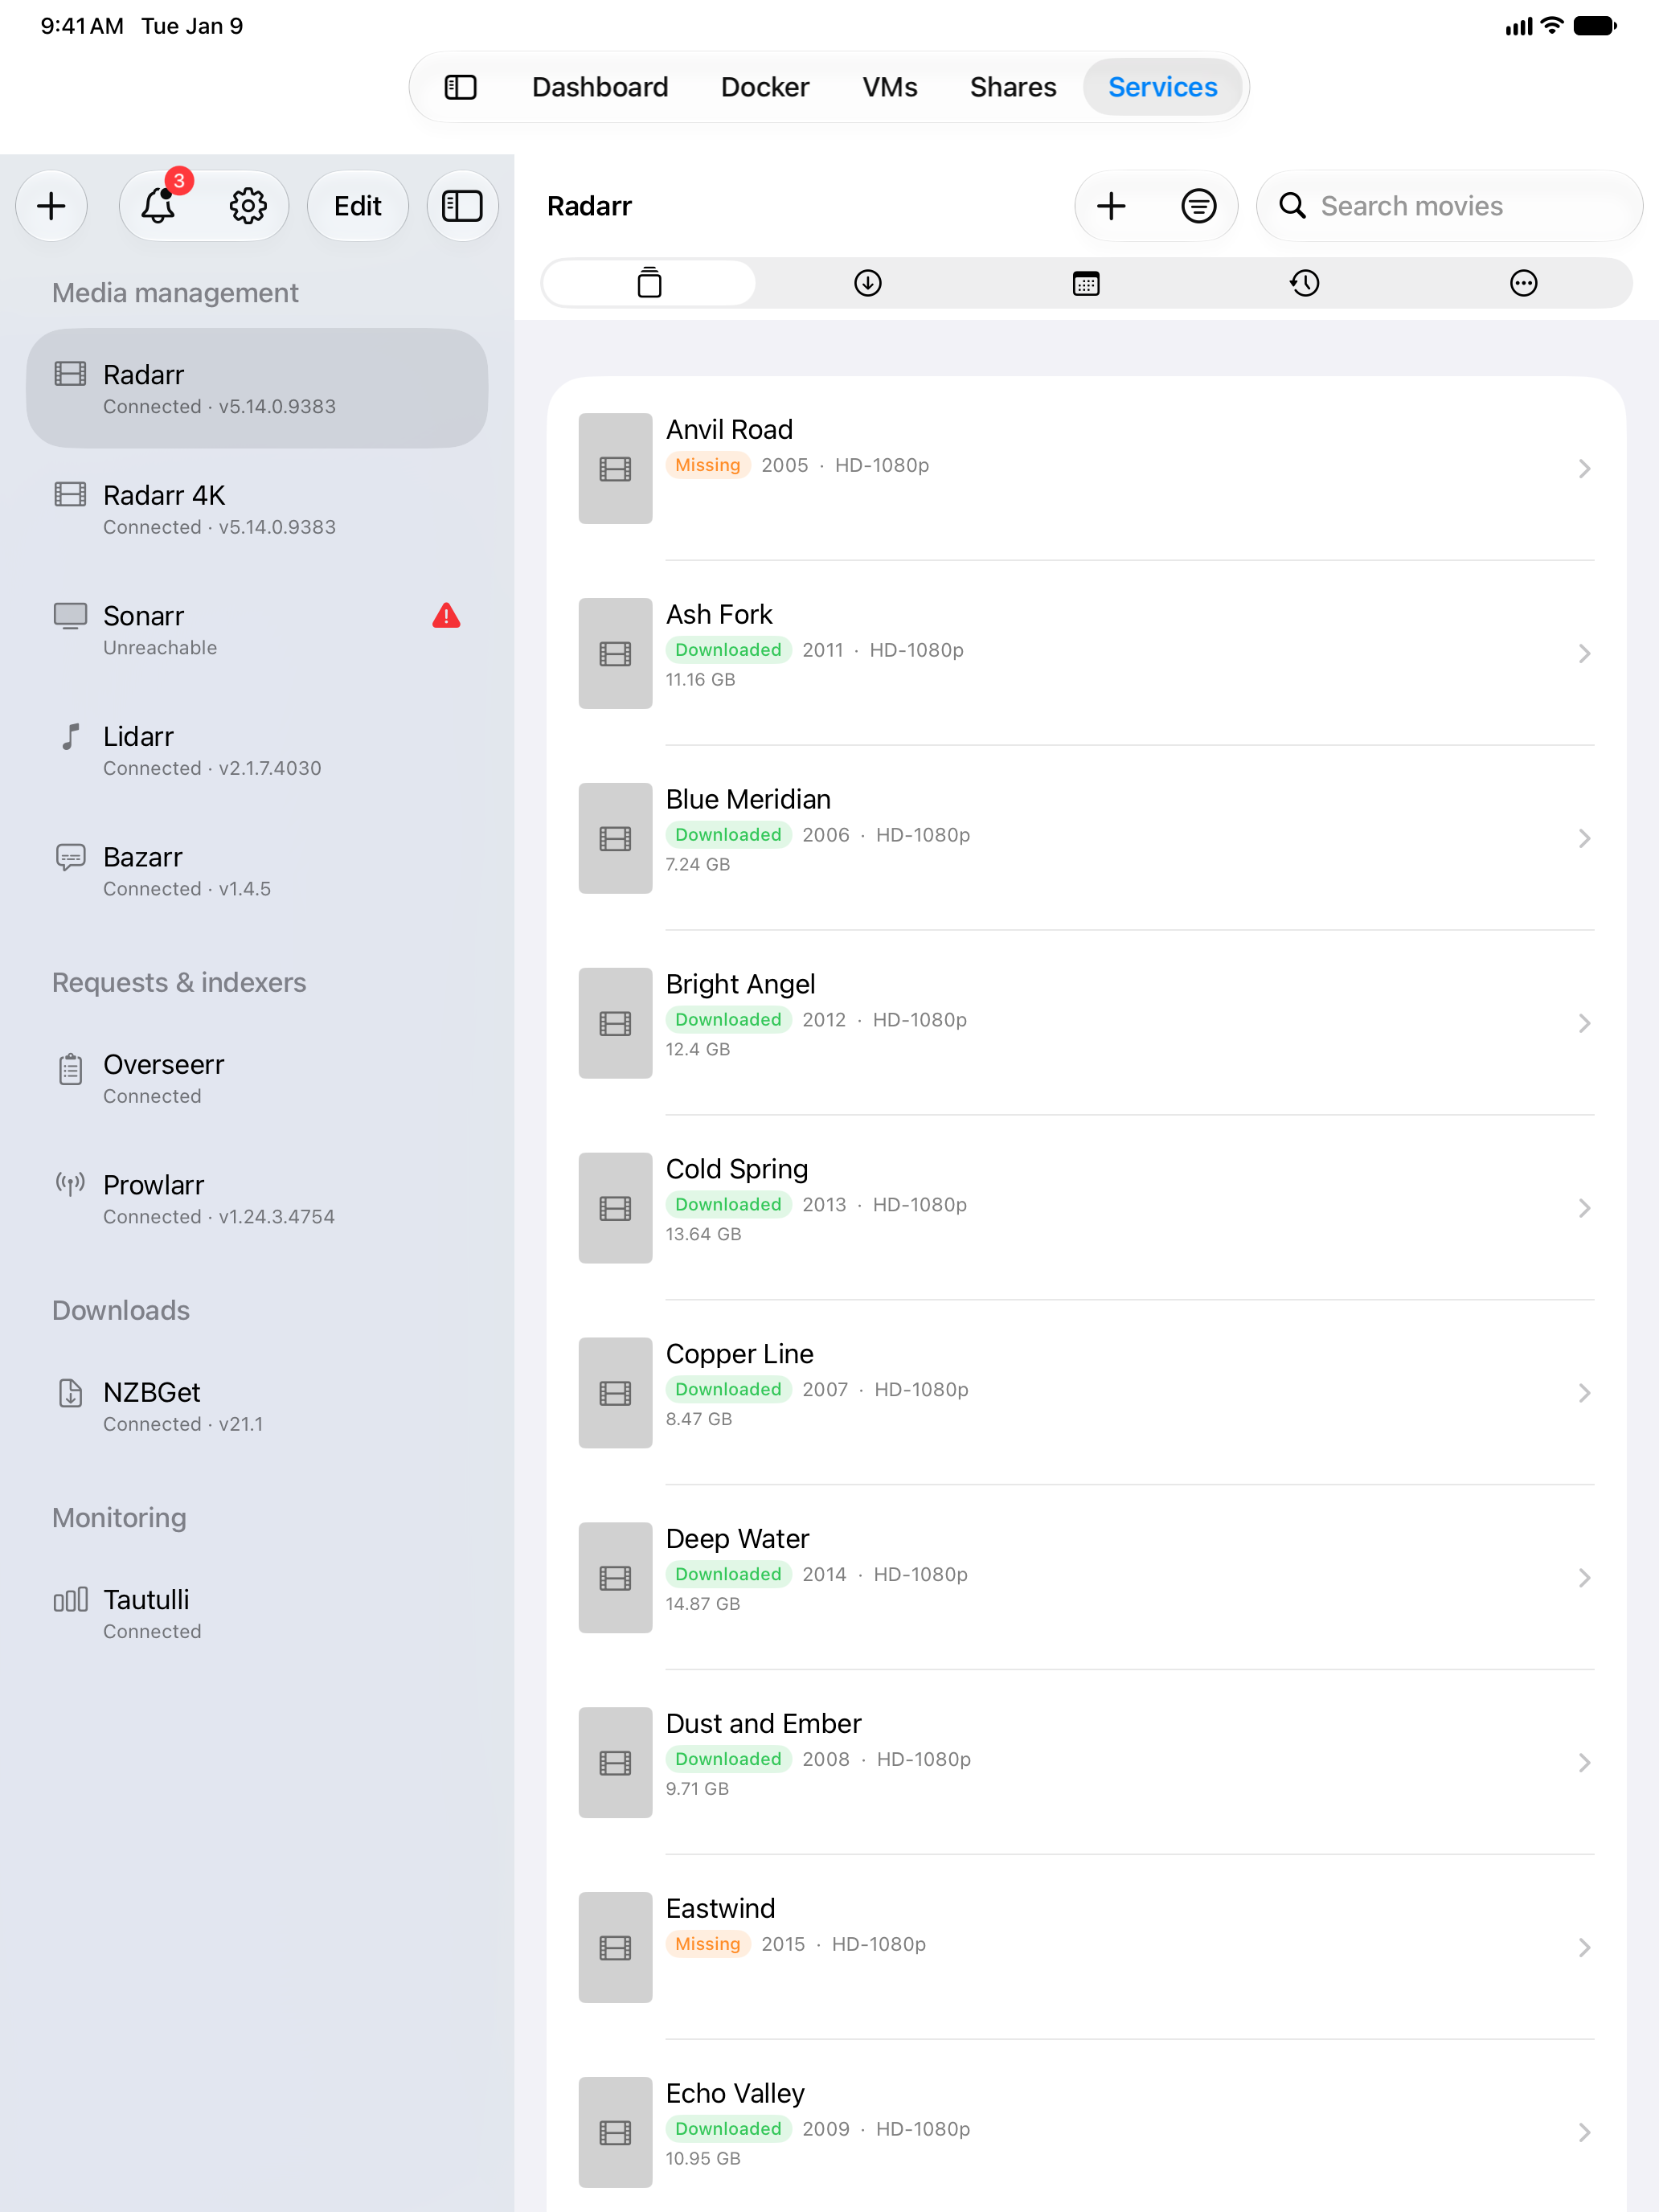 9:41 AM Tue Jan 9
Dashboard Docker VMs Shares Services
3
Edit
Media management
Radarr
Connected · v5.14.0.9383
Radarr 4K
Connected · v5.14.0.9383
Sonarr
Unreachable
Lidarr
Connected · v2.1.7.4030
Bazarr
Connected · v1.4.5
Requests & indexers
Overseerr
Connected
Prowlarr
Connected · v1.24.3.4754
Downloads
NZBGet
Connected · v21.1
Monitoring
Tautulli
Connected
Radarr
Search movies
Anvil Road
Missing 2005 · HD-1080p
Ash Fork
Downloaded 2011 · HD-1080p
11.16 GB
Blue Meridian
Downloaded 2006 · HD-1080p
7.24 GB
Bright Angel
Downloaded 2012 · HD-1080p
12.4 GB
Cold Spring
Downloaded 2013 · HD-1080p
13.64 GB
Copper Line
Downloaded 2007 · HD-1080p
8.47 GB
Deep Water
Downloaded 2014 · HD-1080p
14.87 GB
Dust and Ember
Downloaded 2008 · HD-1080p
9.71 GB
Eastwind
Missing 2015 · HD-1080p
Echo Valley
Downloaded 2009 · HD-1080p
10.95 GB